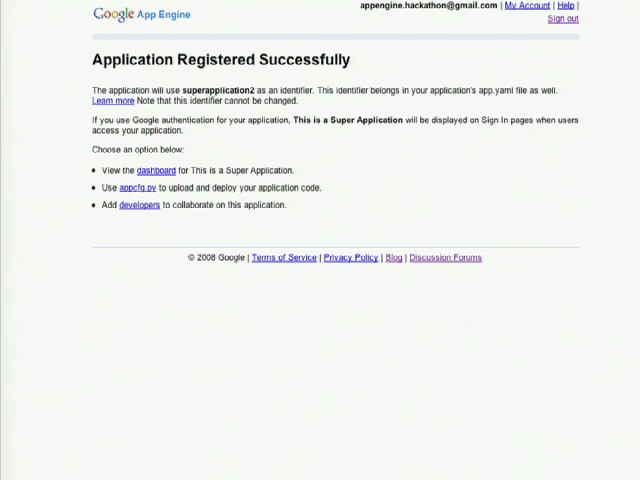 appengine.hackathon@gmail.com | My Account | Help |
Google App Engine
Sign out
Application Registered Successfully
The application will use superapplication2 as an identifier. This identifier belongs in your application's app.yaml file as well.
Learn more Note that this identifier cannot be changed.
If you use Google authentication for your application, This is a Super Application will be displayed on Sign In pages when users
access your application.
Choose an option below:
• View the dashboard for This is a Super Application.
• Use appcfg.py to upload and deploy your application code.
• Add developers to collaborate on this application.
© 2008 Google | Terms of Service | Privacy Policy | Blog | Discussion Forums